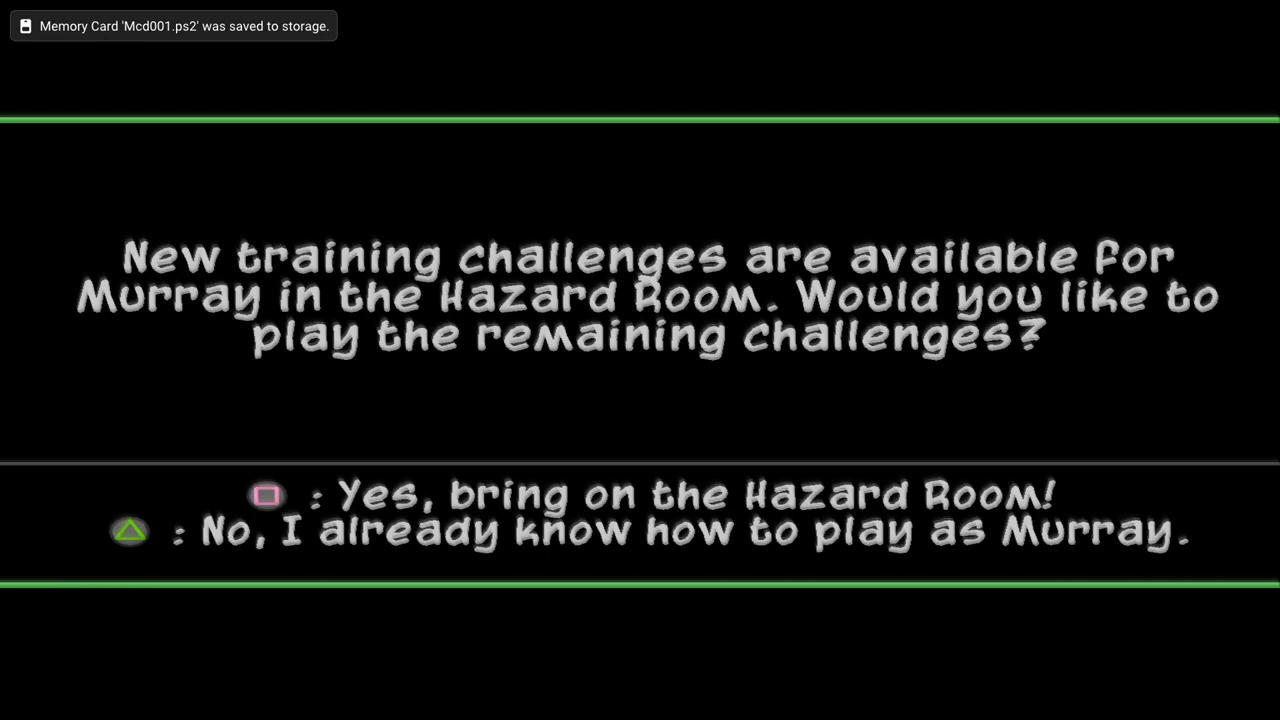 Memory Card 'Mcd001.ps2' was saved to storage.
New training challenges are available for
Murray in the Hazard Room. Would you like to
play the remaining challenges?
: Yes, bring on the Hazard Room!
: No, I already know how to play as Murray.